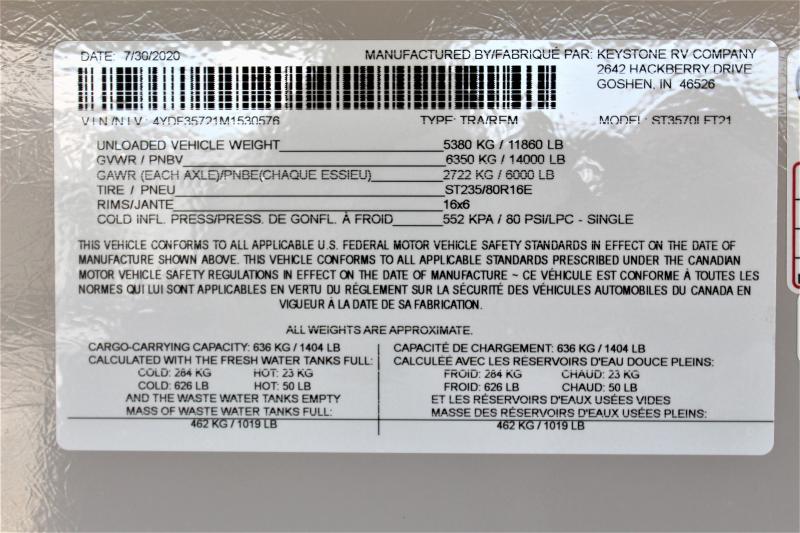 DATE: 7/30/2020
MANUFACTURED BY/FABRIQUÉ PAR: KEYSTONE RV COMPANY
2642 HACKBERRY DRIVE
GOSHEN, IN 46526
V I N /N I V : 4YDF35721M1530576 TYPE: TRA/REM MODEL: ST3570LFT21
UNLOADED VEHICLE WEIGHT 5380 KG / 11860 LB
GVWR / PNBV 6350 KG / 14000 LB
GAWR (EACH AXLE)/PNBE(CHAQUE ESSIEU) 2722 KG / 6000 LB
TIRE / PNEU ST235/80R16E
RIMS/JANTE 16x6
COLD INFL. PRESS/PRESS. DE GONFL. À FROID 552 KPA / 80 PSI/LPC - SINGLE
THIS VEHICLE CONFORMS TO ALL APPLICABLE U.S. FEDERAL MOTOR VEHICLE SAFETY STANDARDS IN EFFECT ON THE DATE OF
MANUFACTURE SHOWN ABOVE. THIS VEHICLE CONFORMS TO ALL APPLICABLE STANDARDS PRESCRIBED UNDER THE CANADIAN
MOTOR VEHICLE SAFETY REGULATIONS IN EFFECT ON THE DATE OF MANUFACTURE ~ CE VÉHICULE EST CONFORME À TOUTES LES
NORMES QUI LUI SONT APPLICABLES EN VERTU DU RÉGLEMENT SUR LA SÉCURITÉ DES VÉHICULES AUTOMOBILES DU CANADA EN
VIGUEUR À LA DATE DE SA FABRICATION.
ALL WEIGHTS ARE APPROXIMATE.
CARGO-CARRYING CAPACITY: 636 KG / 1404 LB
CALCULATED WITH THE FRESH WATER TANKS FULL:
COLD: 284 KG HOT: 23 KG
COLD: 626 LB HOT: 50 LB
AND THE WASTE WATER TANKS EMPTY
MASS OF WASTE WATER TANKS FULL:
462 KG / 1019 LB
CAPACITÉ DE CHARGEMENT: 636 KG / 1404 LB
CALCULÉE AVEC LES RÉSERVOIRS D'EAU DOUCE PLEINS:
FROID: 284 KG CHAUD: 23 KG
FROID: 626 LB CHAUD: 50 LB
ET LES RÉSERVOIRS D'EAUX USÉES VIDES
MASSE DES RÉSERVOIRS D'EAUX USÉES PLEINS:
462 KG / 1019 LB